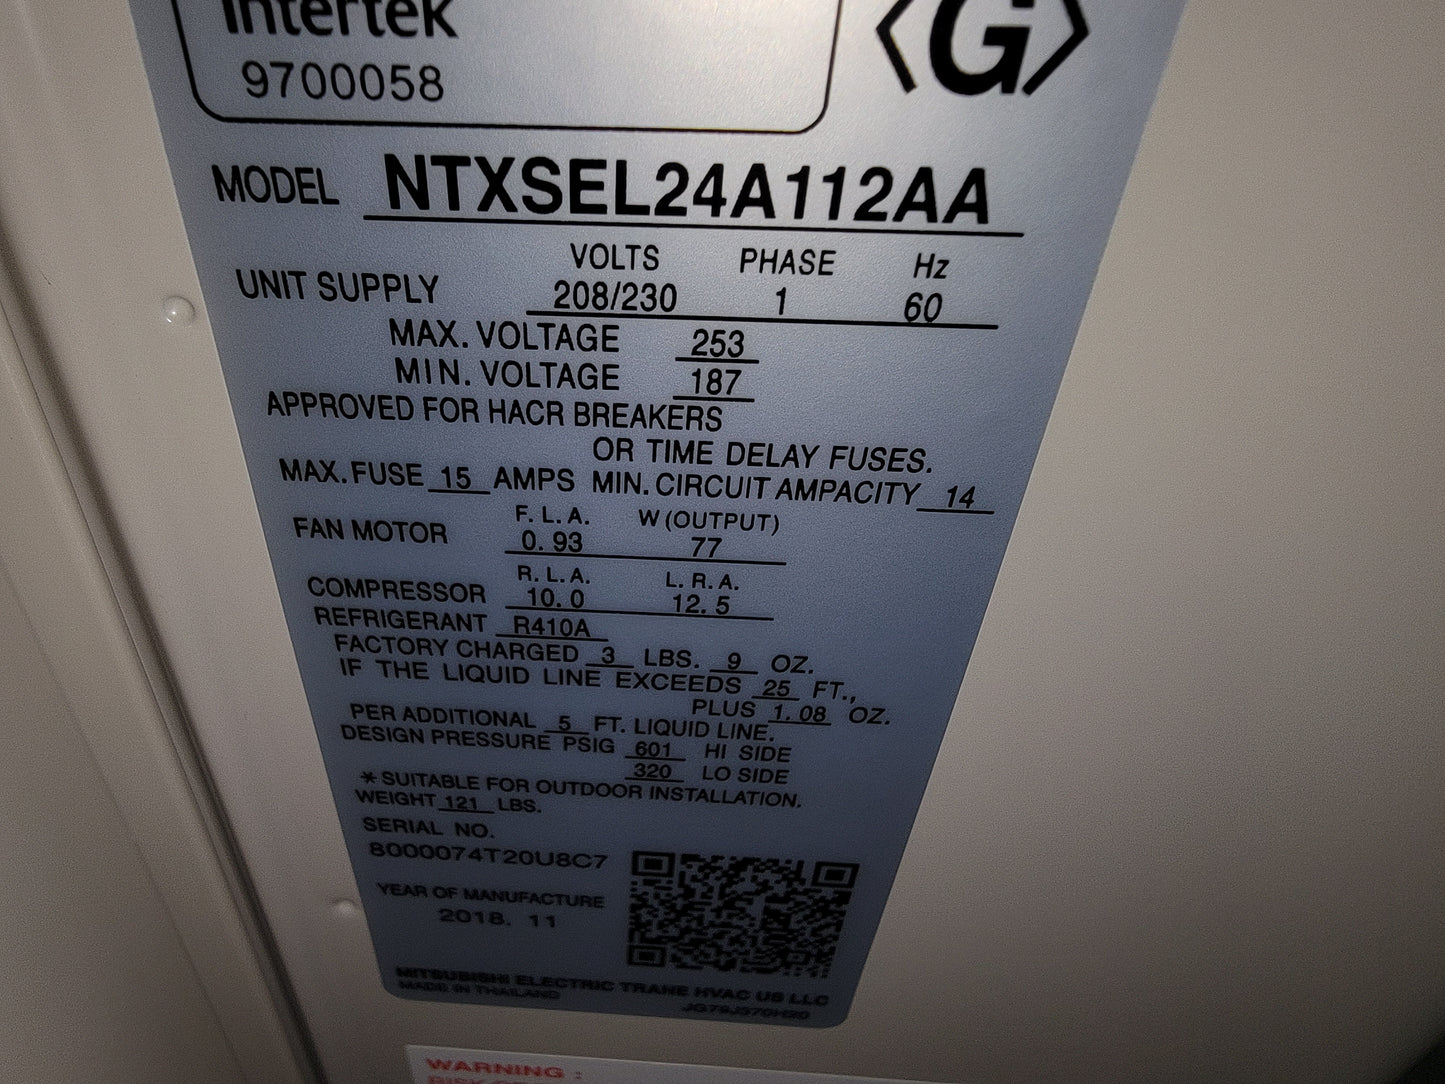 Intertek
9700058
G
MODEL NTXSEL24A112AA
VOLTS PHASE Hz
UNIT SUPPLY 208/230 1 60
MAX. VOLTAGE 253
MIN. VOLTAGE 187
APPROVED FOR HACR BREAKERS
OR TIME DELAY FUSES.
MAX. FUSE 15 AMPS MIN. CIRCUIT AMPACITY 14
F. L. A. W (OUTPUT)
FAN MOTOR 0. 93 77
R. L. A. L. R. A.
COMPRESSOR 10. 0 12. 5
REFRIGERANT R410A
FACTORY CHARGED 3 LBS. 9 OZ.
IF THE LIQUID LINE EXCEEDS 25 FT.,
PLUS 1. 08 OZ.
PER ADDITIONAL 5 FT. LIQUID LINE.
DESIGN PRESSURE PSIG 601 HI SIDE
320 LO SIDE
*SUITABLE FOR OUTDOOR INSTALLATION.
WEIGHT 121 LBS.
SERIAL NO.
8000074T20U8C7
YEAR OF MANUFACTURE
2018. 11
MITSUBISHI ELECTRIC TRANE HVAC US LLC
MADE IN THAILAND
WARNING :